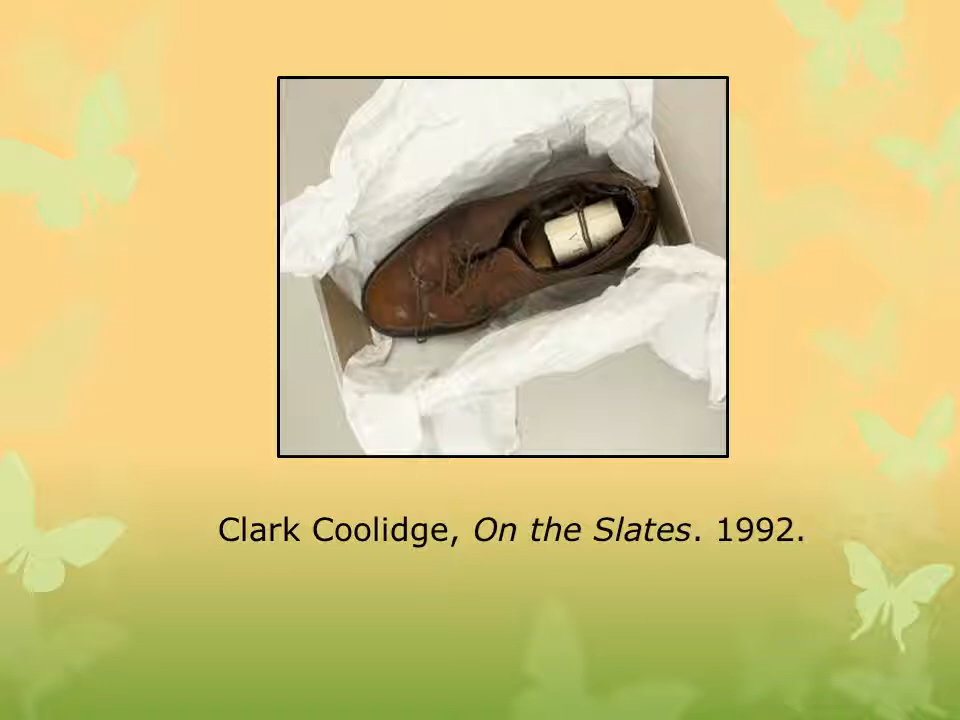 Clark Coolidge, On the Slates. 1992.